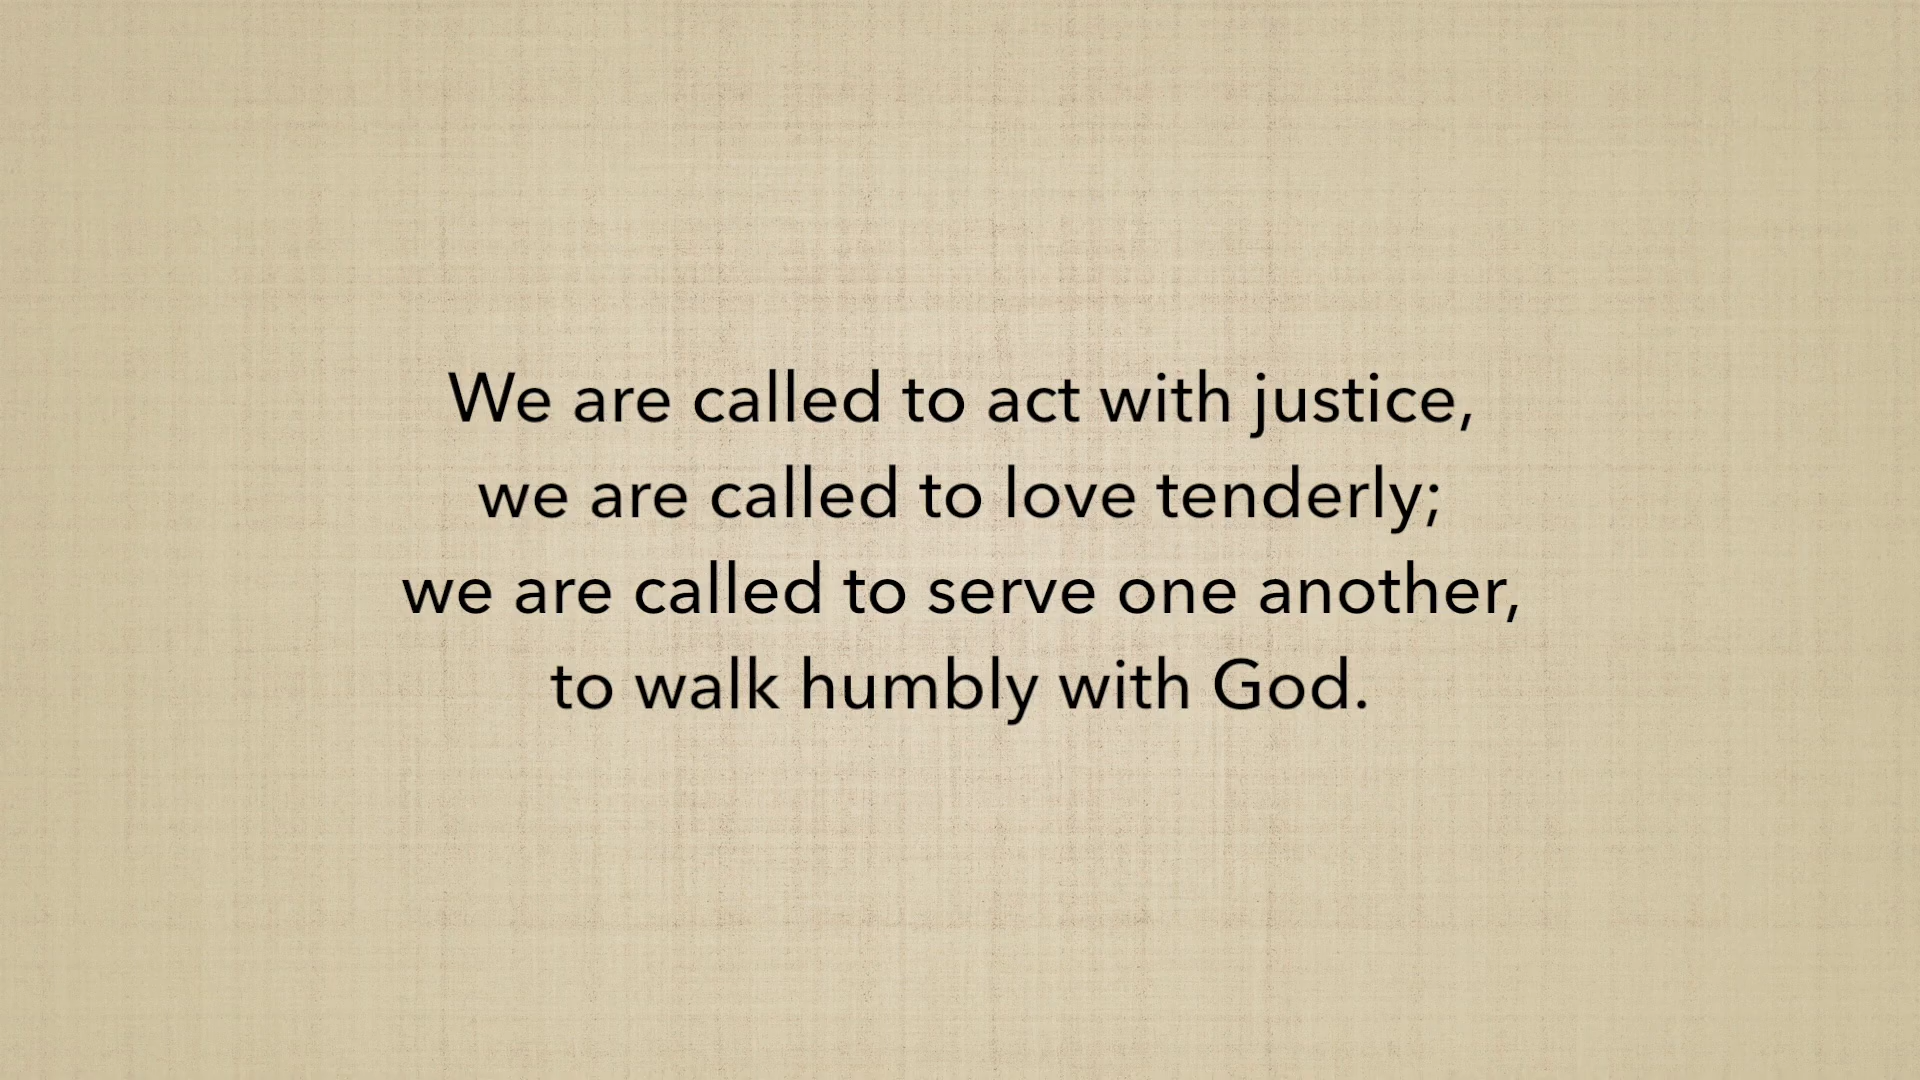 We are called to act with justice,
we are called to love tenderly;
we are called to serve one another,
to walk humbly with God.